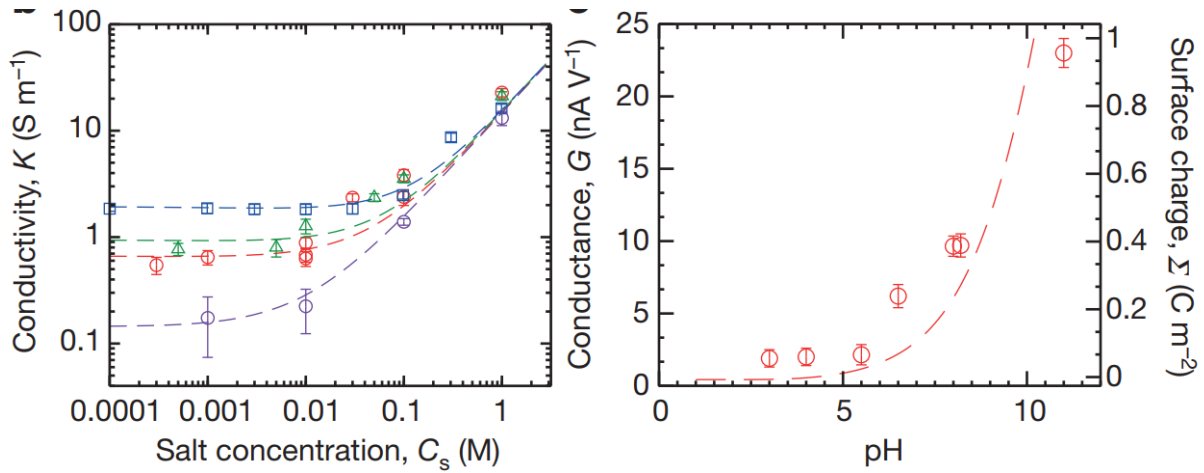 100
10
1
0.1
0.0001 0.001 0.01 0.1 1
Salt concentration, Cs (M)
Conductivity, K (S m−1)
25
20
15
10
5
0
0 5 10
pH
Conductance, G (nA V−1)
1
0.8
0.6
0.4
0.2
0
Surface charge, Σ (C m−2)